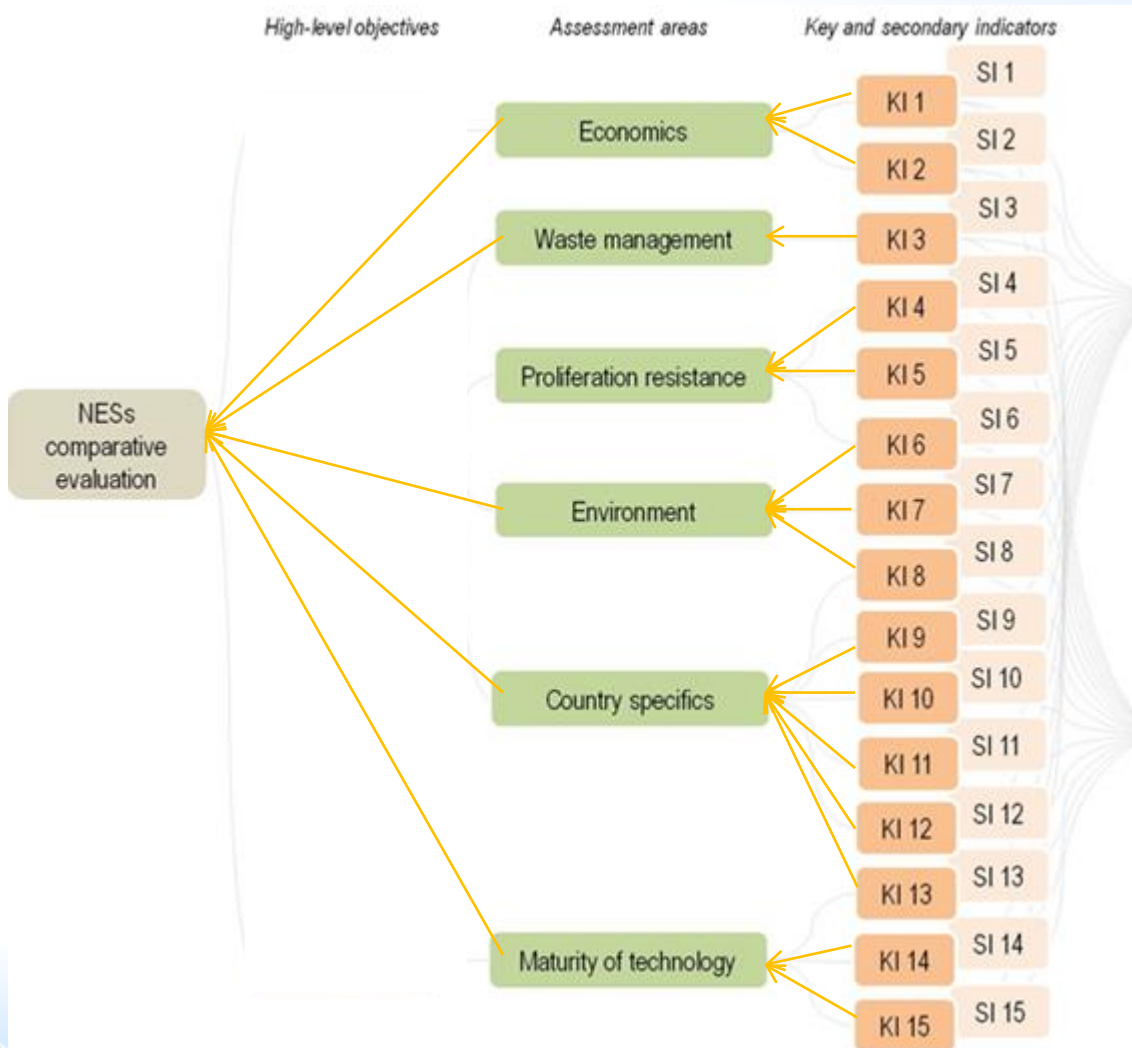 High-level objectives
Assessment areas
Key and secondary indicators
NESs
comparative
evaluation
Economics
Waste management
Proliferation resistance
Environment
Country specifics
Maturity of technology
KI 1
SI 1
KI 2
SI 2
KI 3
SI 3
KI 4
SI 4
KI 5
SI 5
KI 6
SI 6
KI 7
SI 7
KI 8
SI 8
KI 9
SI 9
KI 10
SI 10
KI 11
SI 11
KI 12
SI 12
KI 13
SI 13
KI 14
SI 14
KI 15
SI 15